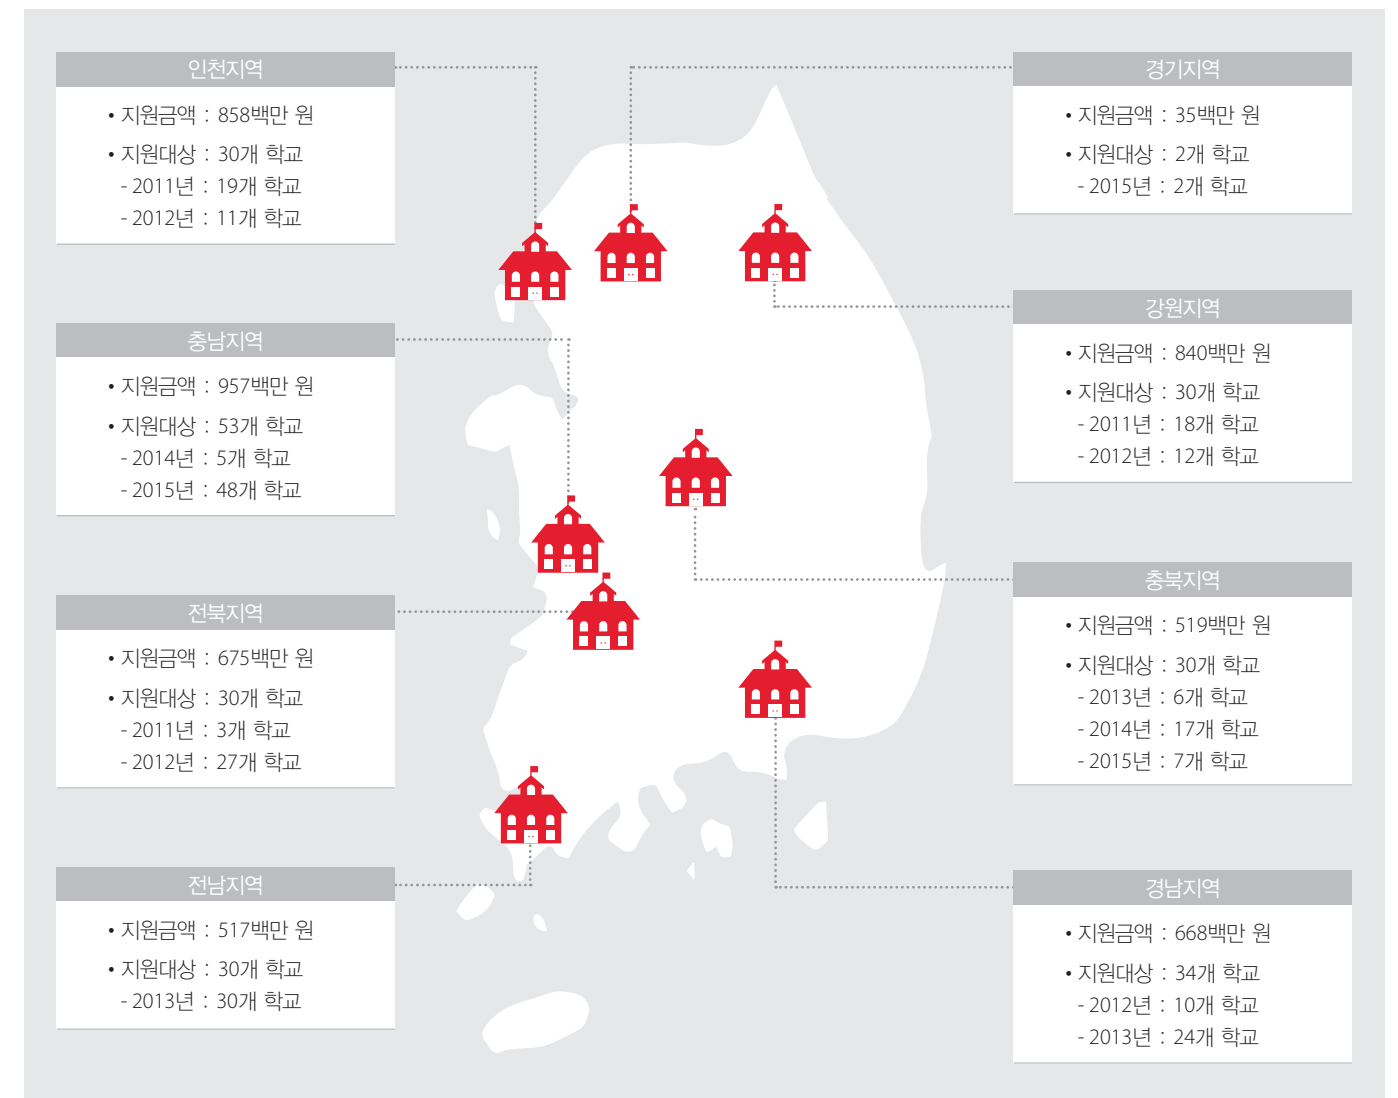 인천지역
• 지원금액 : 858백만 원
• 지원대상 : 30개 학교
- 2011년 : 19개 학교
- 2012년 : 11개 학교
충남지역
• 지원금액 : 957백만 원
• 지원대상 : 53개 학교
- 2014년 : 5개 학교
- 2015년 : 48개 학교
전북지역
• 지원금액 : 675백만 원
• 지원대상 : 30개 학교
- 2011년 : 3개 학교
- 2012년 : 27개 학교
전남지역
• 지원금액 : 517백만 원
• 지원대상 : 30개 학교
- 2013년 : 30개 학교
경기지역
• 지원금액 : 35백만 원
• 지원대상 : 2개 학교
- 2015년 : 2개 학교
강원지역
• 지원금액 : 840백만 원
• 지원대상 : 30개 학교
- 2011년 : 18개 학교
- 2012년 : 12개 학교
충북지역
• 지원금액 : 519백만 원
• 지원대상 : 30개 학교
- 2013년 : 6개 학교
- 2014년 : 17개 학교
- 2015년 : 7개 학교
경남지역
• 지원금액 : 668백만 원
• 지원대상 : 34개 학교
- 2012년 : 10개 학교
- 2013년 : 24개 학교